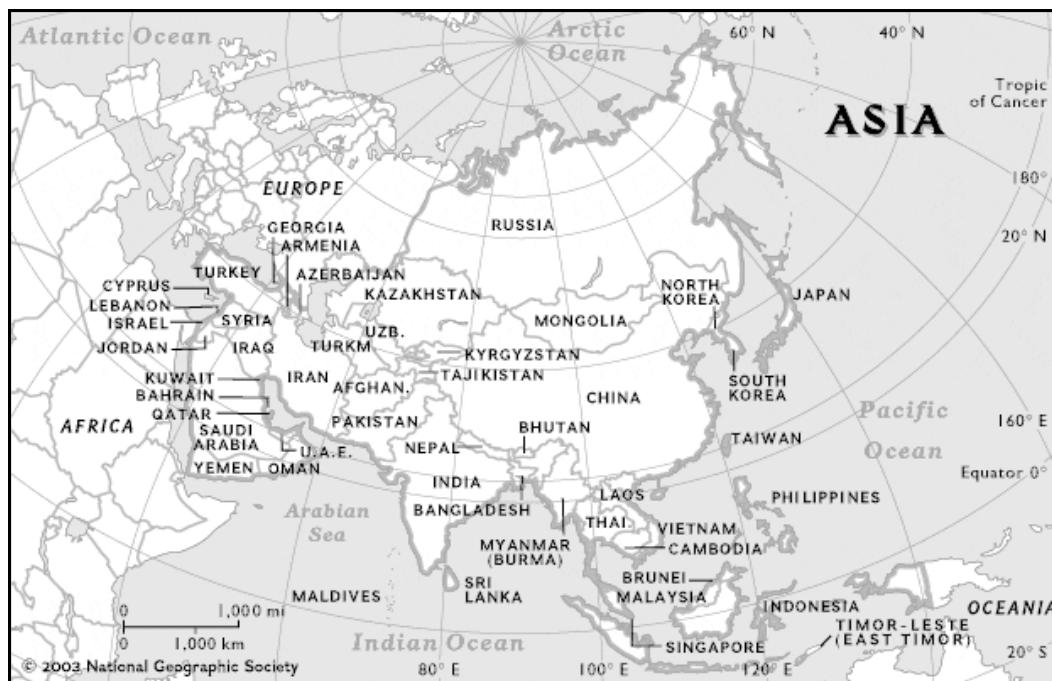 Atlantic Ocean
Arctic
Ocean
60° N
40° N
Tropic
of Cancer
ASIA
EUROPE
180°
GEORGIA
ARMENIA
RUSSIA
20° N
TURKEY
AZERBAIJAN
CYPRUS
KAZAKHSTAN
NORTH
KOREA
JAPAN
LEBANON
SYRIA
MONGOLIA
ISRAEL
UZB.
JORDAN
IRAQ
TURKM
KYRGYZSTAN
KUWAIT
IRAN
AFGHAN.
TAJIKISTAN
SOUTH
KOREA
BAHRAIN
CHINA
QATAR
Pacific
Ocean
160° E
AFRICA
SAUDI
ARABIA
PAKISTAN
BHUTAN
TAIWAN
U.A.E.
NEPAL
YEMEN
OMAN
Equator 0°
INDIA
LAOS
PHILIPPINES
Arabian
Sea
BANGLADESH
THAI.
VIETNAM
MYANMAR
(BURMA)
CAMBODIA
SRI
LANKA
BRUNEI
MALAYSIA
MALDIVES
INDONESIA
OCEANIA
0 1,000 mi
0
1,000 km
TIMOR-LESTE
(EAST TIMOR)
Indian Ocean
SINGAPORE
20° S
© 2003 National Geographic Society
80° E
100° E
120° E